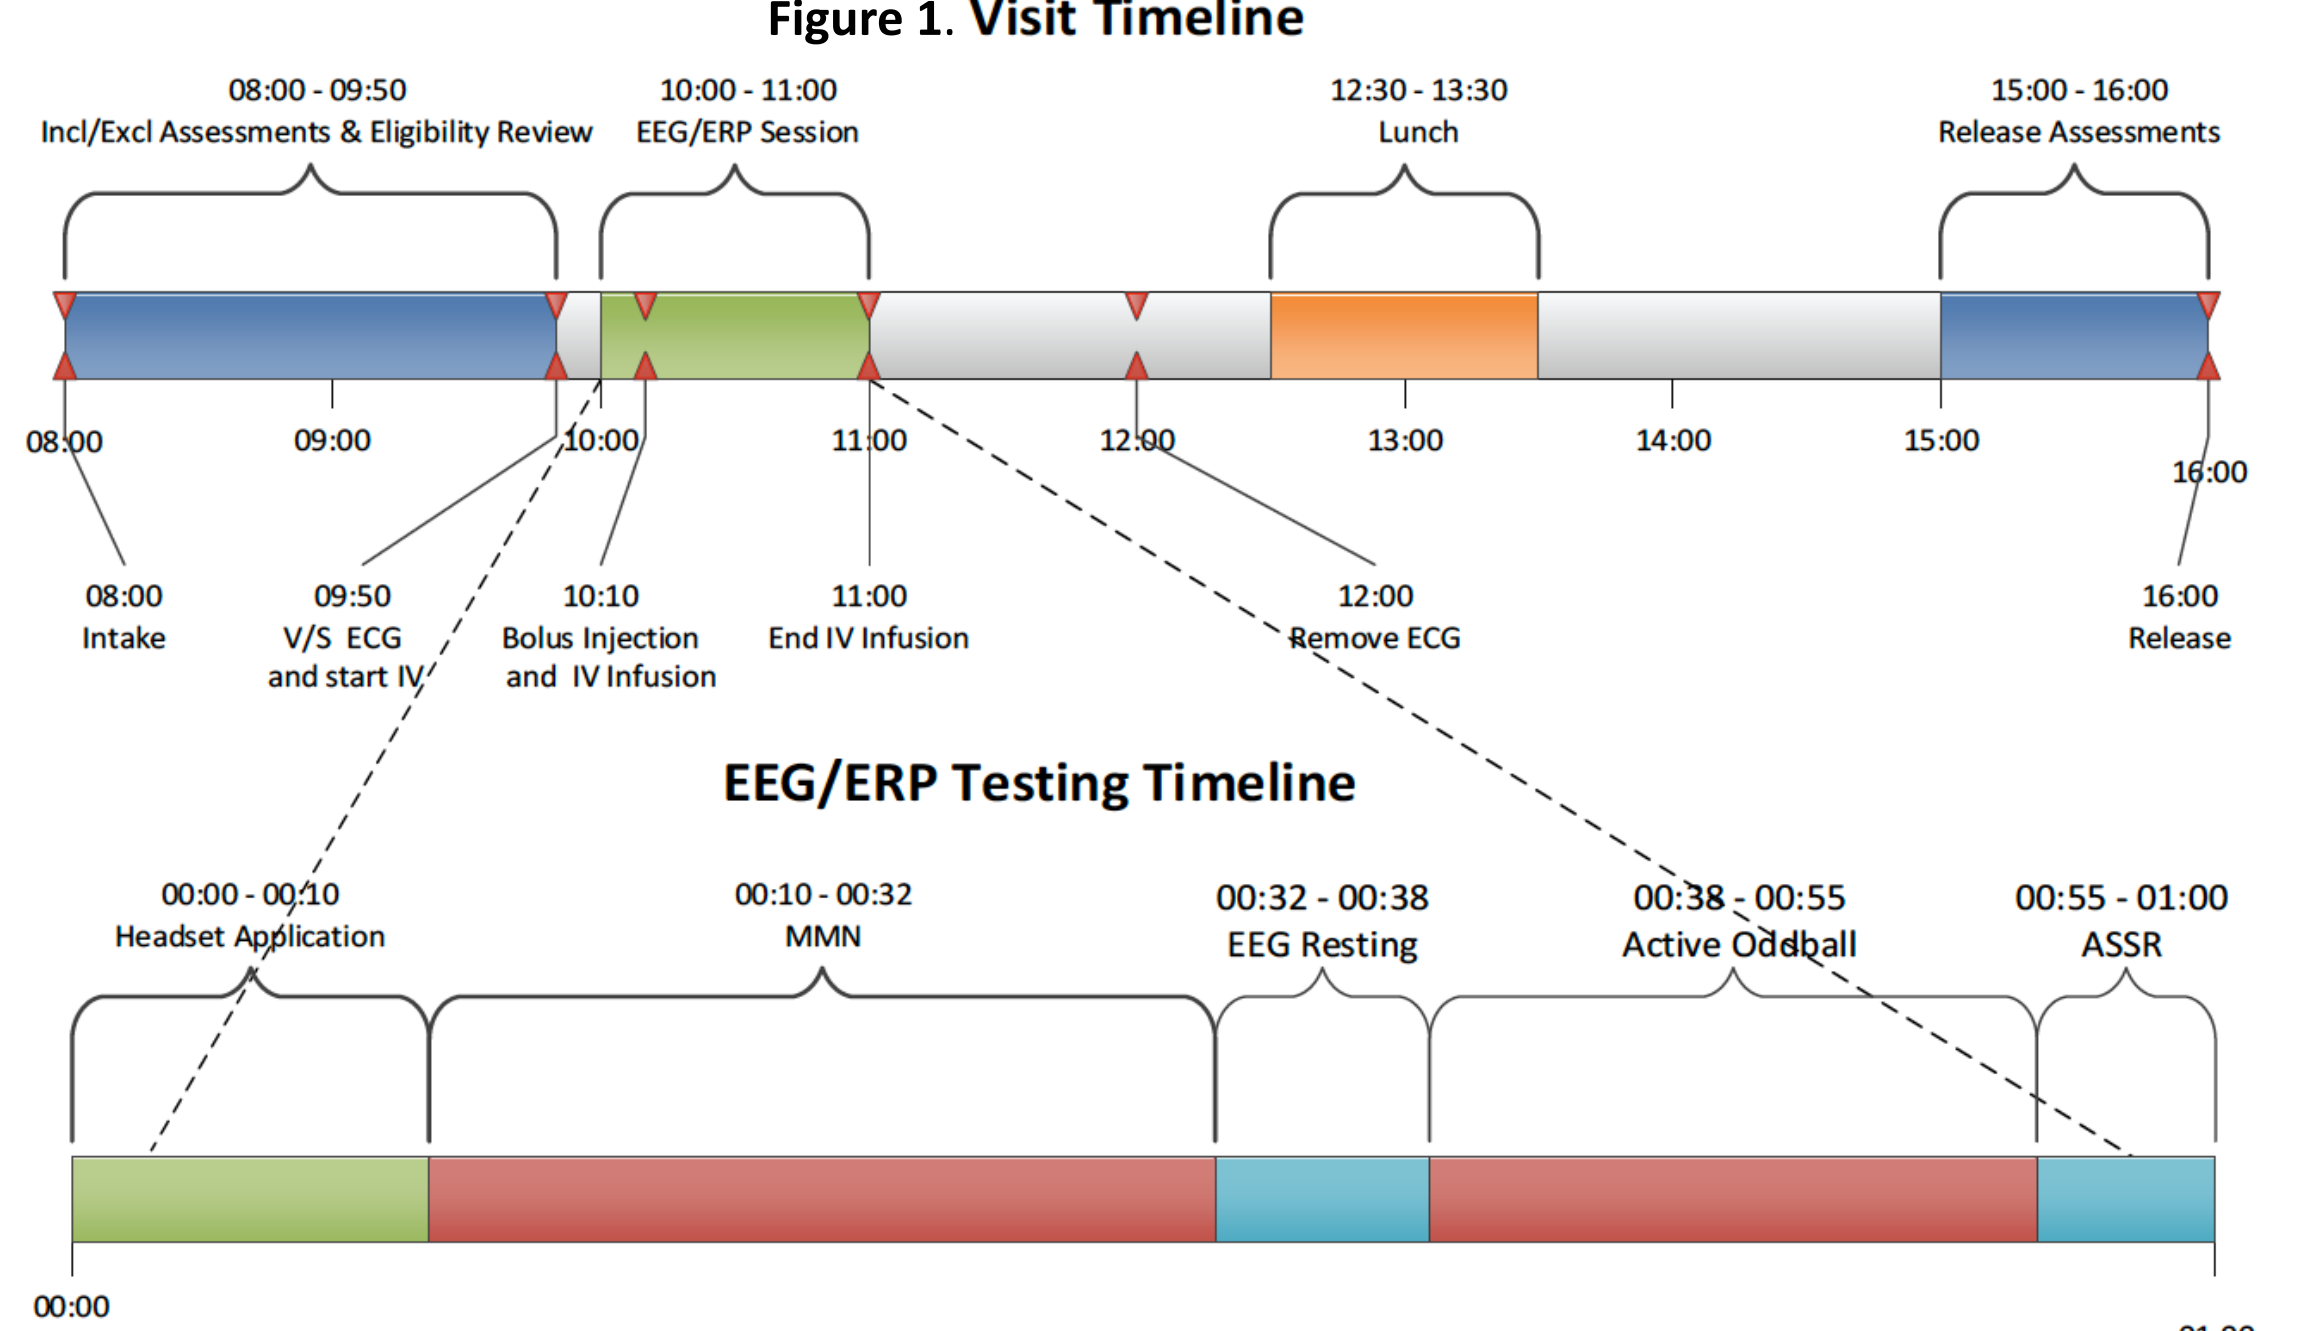 Figure 1. Visit Timeline
08:00 - 09:50
Incl/Excl Assessments & Eligibility Review
10:00 - 11:00
EEG/ERP Session
12:30 - 13:30
Lunch
15:00 - 16:00
Release Assessments
08:00
09:00
10:00
11:00
12:00
13:00
14:00
15:00
16:00
08:00
Intake
09:50
V/S ECG
and start IV
10:10
Bolus Injection
and IV Infusion
11:00
End IV Infusion
12:00
Remove ECG
16:00
Release
EEG/ERP Testing Timeline
00:00 - 00:10
Headset Application
00:10 - 00:32
MMN
00:32 - 00:38
EEG Resting
00:38 - 00:55
Active Oddball
00:55 - 01:00
ASSR
00:00